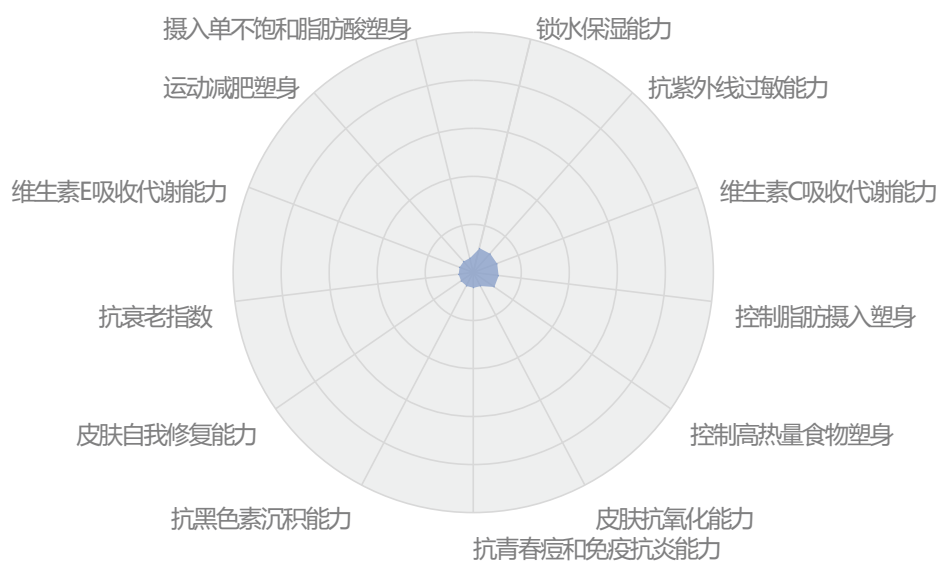 摄入单不饱和脂肪酸塑身
锁水保湿能力
运动减肥塑身
抗紫外线过敏能力
维生素E吸收代谢能力
维生素C吸收代谢能力
抗衰老指数
控制脂肪摄入塑身
皮肤自我修复能力
控制高热量食物塑身
抗黑色素沉积能力
皮肤抗氧化能力
抗青春痘和免疫抗炎能力